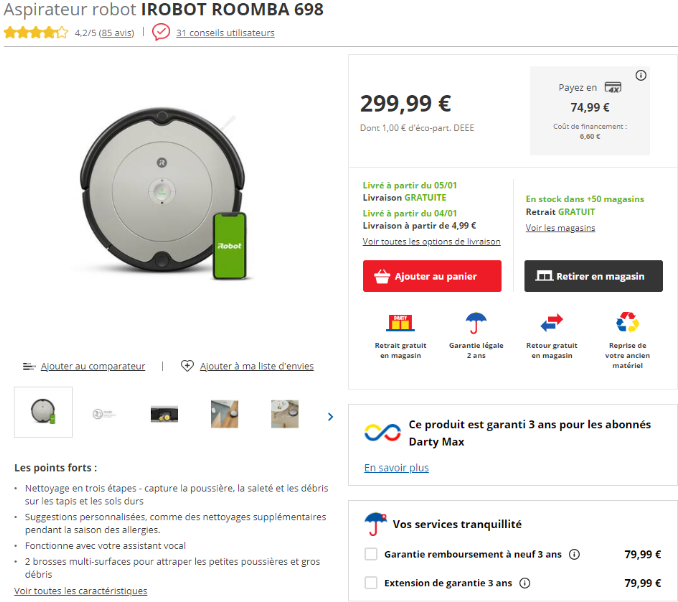 Aspirateur robot IROBOT ROOMBA 698
4,2/5 (85 avis)
31 conseils utilisateurs
299,99 €
Dont 1,00 € d'éco-part. DEEE
Payez en 4X
74,99 €
Coût de financement :
6,60 €
Livré à partir du 05/01
Livraison GRATUITE
Livré à partir du 04/01
Livraison à partir de 4,99 €
Voir toutes les options de livraison
En stock dans +50 magasins
Retrait GRATUIT
Voir les magasins
Ajouter au panier
Retirer en magasin
iRobot
DARTY
Retrait gratuit
en magasin
Garantie légale
2 ans
Retour gratuit
en magasin
Reprise de
votre ancien
matériel
Ajouter au comparateur
Ajouter à ma liste d'envies
Ce produit est garanti 3 ans pour les abonnés
Darty Max
En savoir plus
Les points forts :
• Nettoyage en trois étapes - capture la poussière, la saleté et les débris
sur les tapis et les sols durs
• Suggestions personnalisées, comme des nettoyages supplémentaires
pendant la saison des allergies.
• Fonctionne avec votre assistant vocal
• 2 brosses multi-surfaces pour attraper les petites poussières et gros
débris
Voir toutes les caractéristiques
Vos services tranquillité
Garantie remboursement à neuf 3 ans 79,99 €
Extension de garantie 3 ans 79,99 €